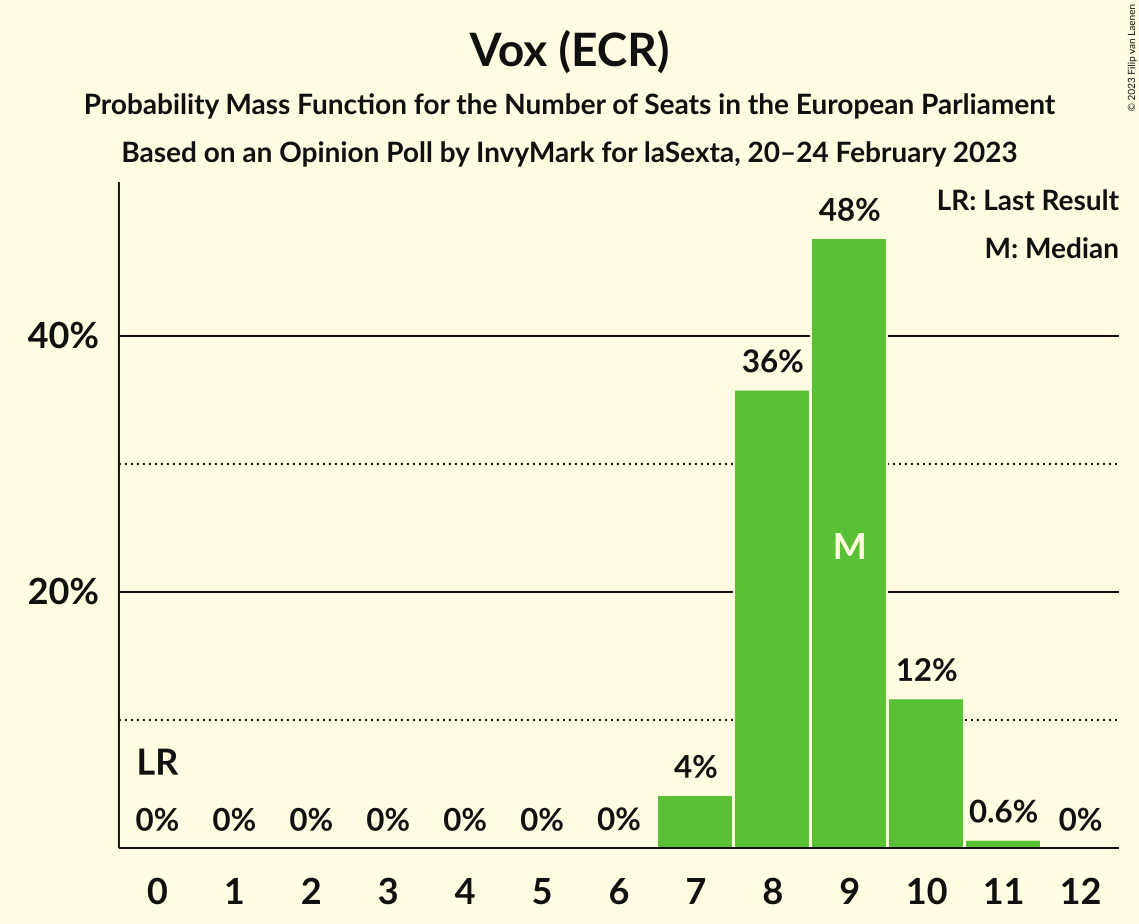 Vox (ECR)
Probability Mass Function for the Number of Seats in the European Parliament
Based on an Opinion Poll by InvyMark for laSexta, 20–24 February 2023
© 2023 Filip van Laenen
LR: Last Result
M: Median
48%
40%
36%
M
20%
12%
LR
4%
0% 0% 0% 0% 0% 0% 0% 0.6% 0%
0 1 2 3 4 5 6 7 8 9 10 11 12